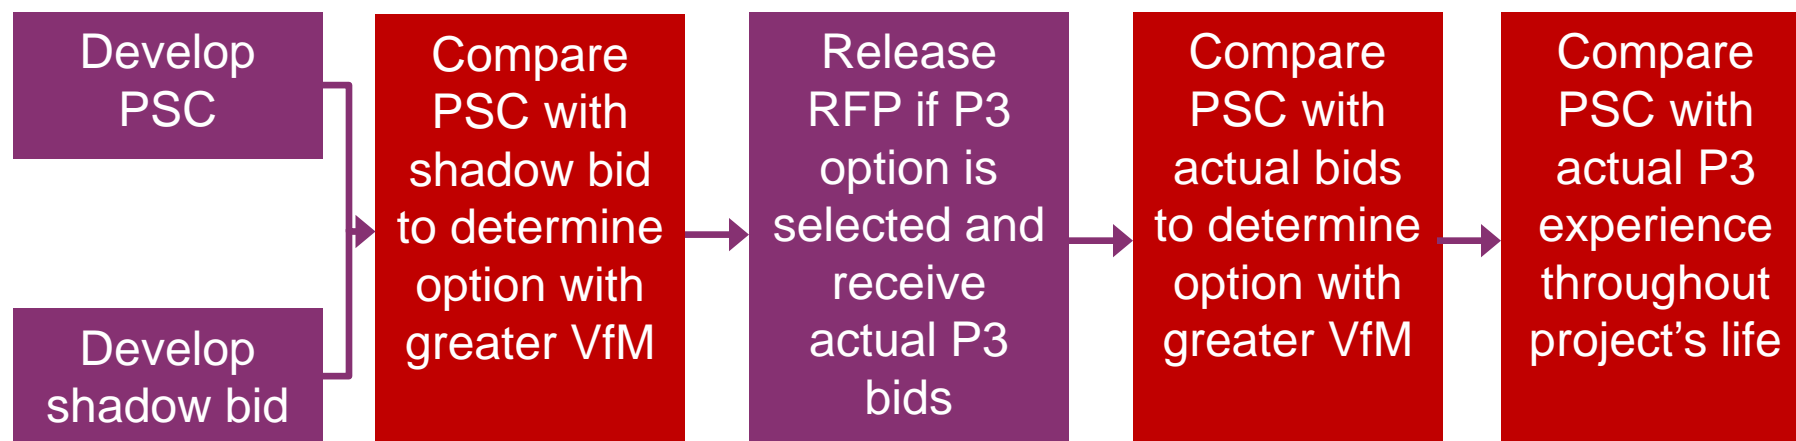 Develop
PSC
Develop
shadow bid
Compare
PSC with
shadow bid
to determine
option with
greater VfM
Release
RFP if P3
option is
selected and
receive
actual P3
bids
Compare
PSC with
actual bids
to determine
option with
greater VfM
Compare
PSC with
actual P3
experience
throughout
project’s life